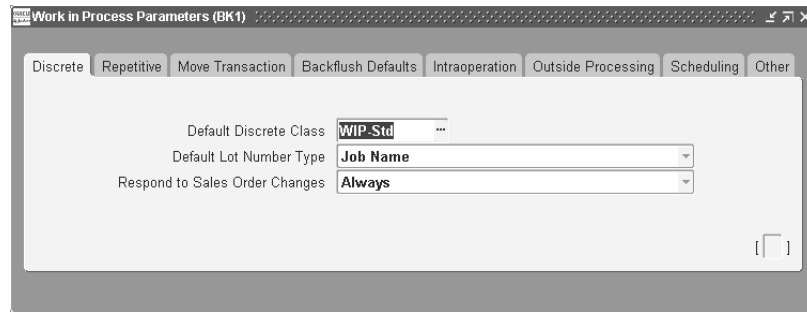 Work in Process Parameters (BK1)
Discrete Repetitive Move Transaction Backflush Defaults Intraoperation Outside Processing Scheduling Other
Default Discrete Class WIP-Std ...
Default Lot Number Type Job Name
Respond to Sales Order Changes Always
[ ]